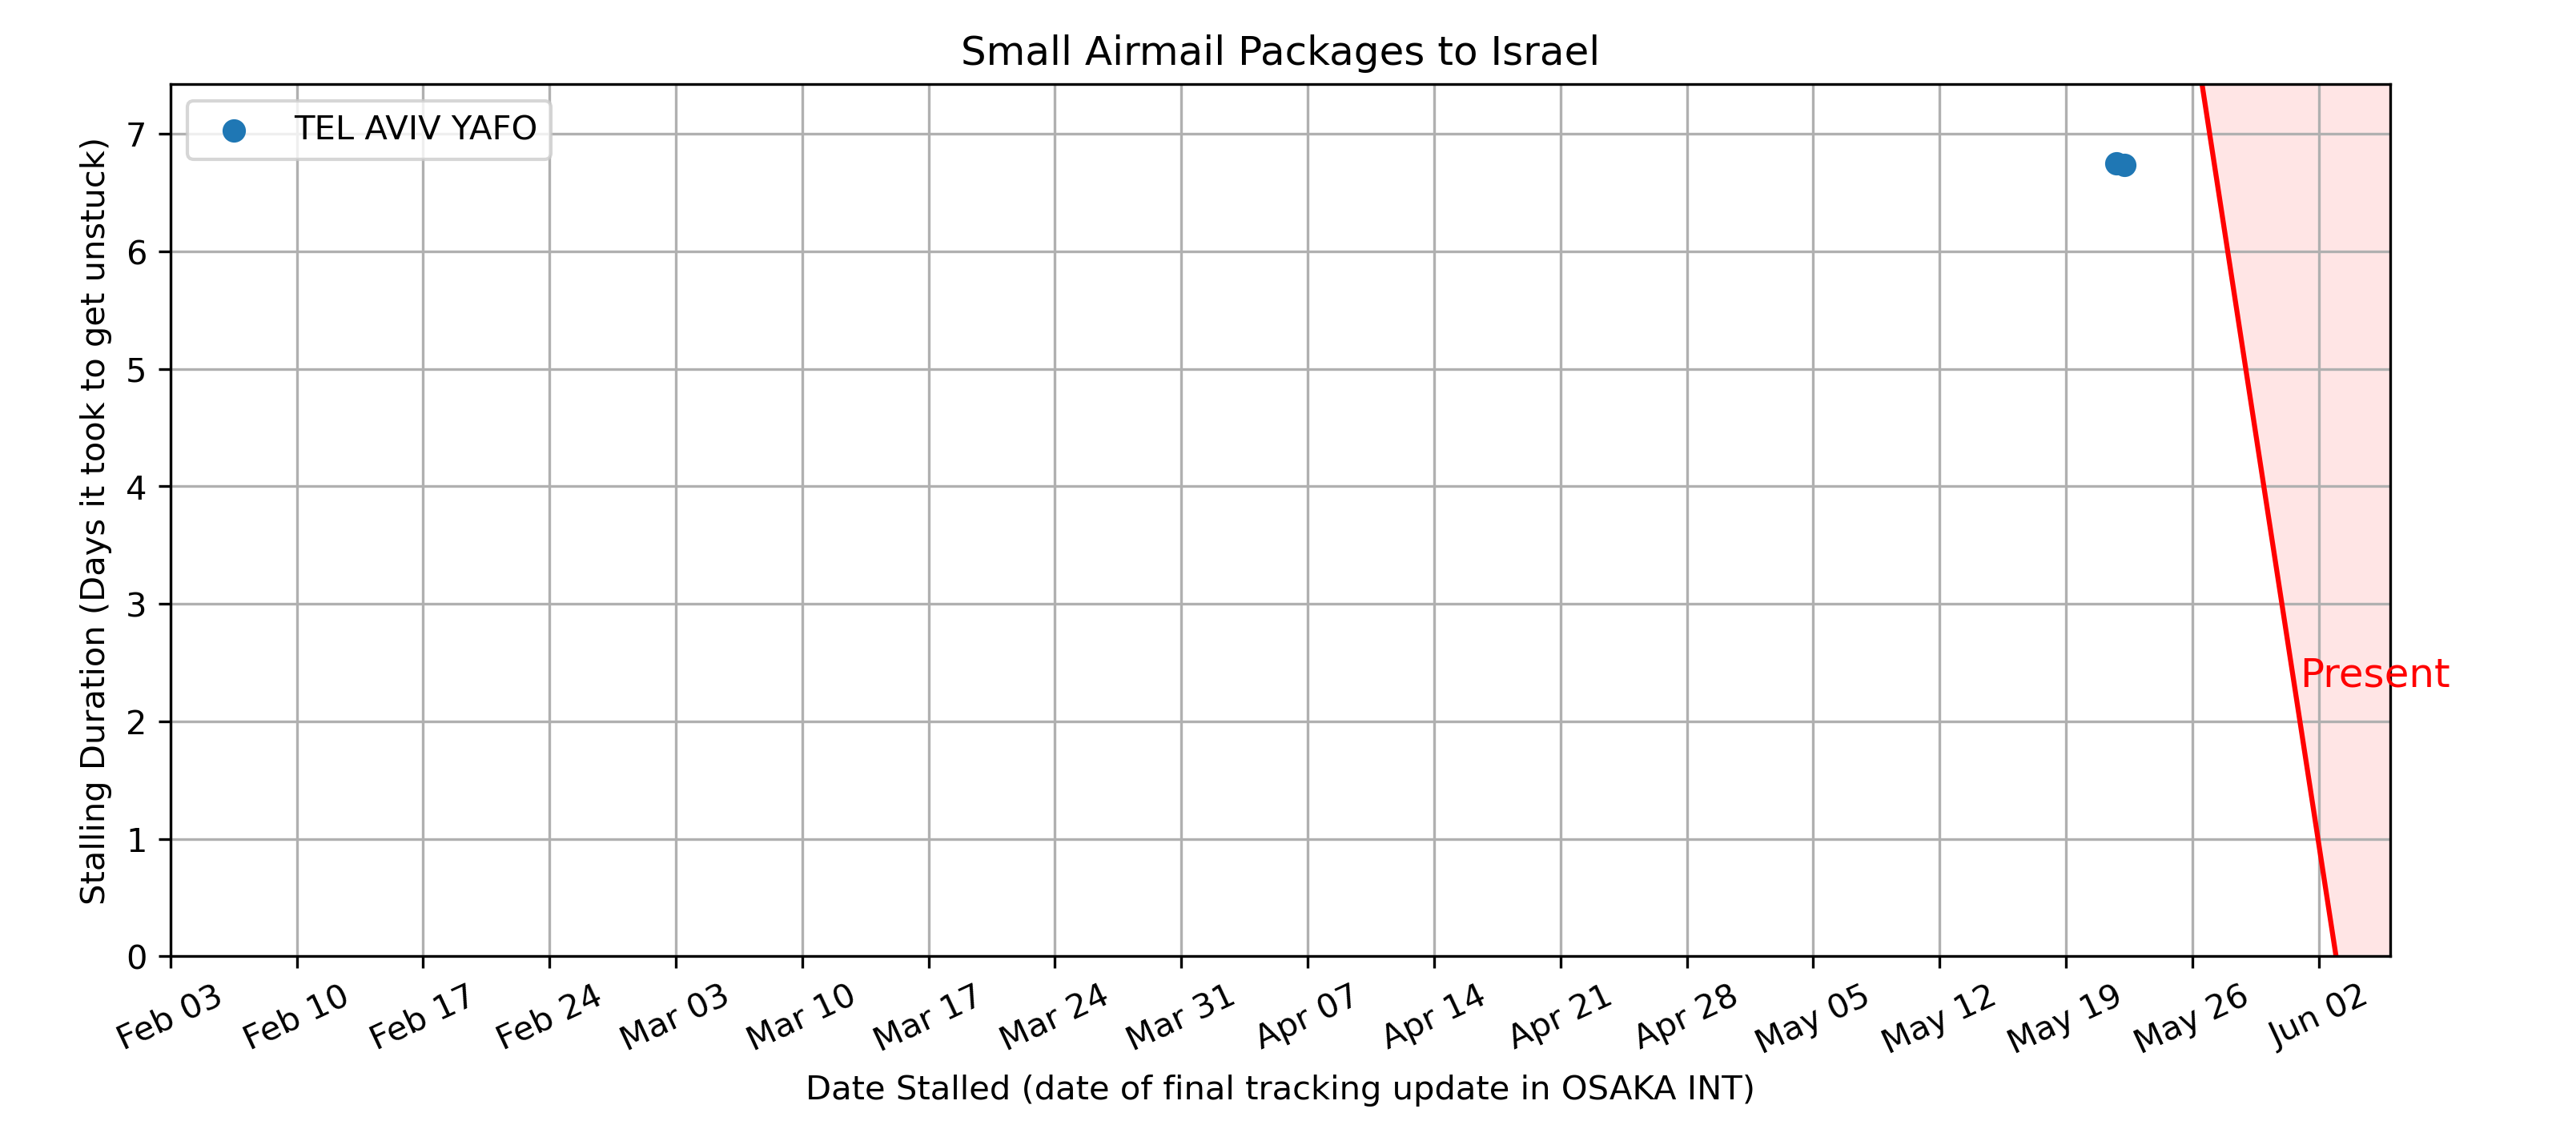 Small Airmail Packages to Israel
TEL AVIV YAFO
Stalling Duration (Days it took to get unstuck)
7
6
5
4
3
2
1
0
Present
Feb 03
Feb 10
Feb 17
Feb 24
Mar 03
Mar 10
Mar 17
Mar 24
Mar 31
Apr 07
Apr 14
Apr 21
Apr 28
May 05
May 12
May 19
May 26
Jun 02
Date Stalled (date of final tracking update in OSAKA INT)